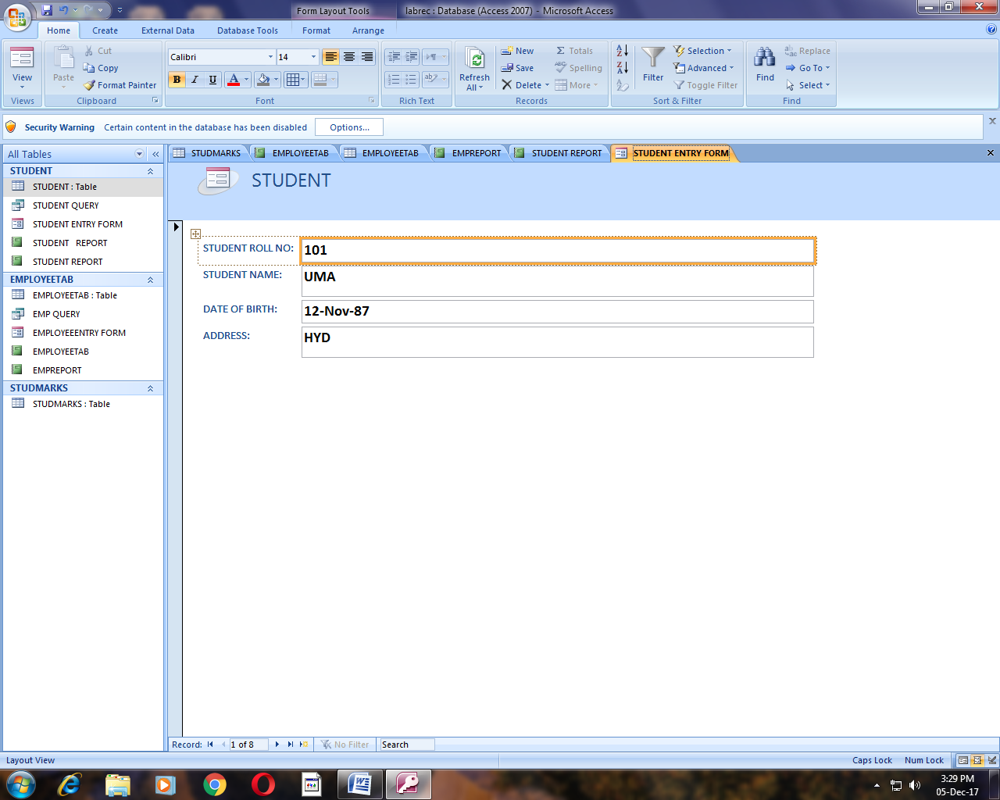 Form Layout Tools labrec : Database (Access 2007) - Microsoft Access
Home Create External Data Database Tools Format Arrange
View
Views
Paste
Cut
Copy
Format Painter
Clipboard
Calibri 14
B I U A
Font
Rich Text
Refresh
All
New
Save
Delete
Totals
Spelling
More
Records
Filter
Selection
Advanced
Toggle Filter
Sort & Filter
Find
Replace
Go To
Select
Find
Security Warning Certain content in the database has been disabled Options...
All Tables
STUDENT
STUDENT : Table
STUDENT QUERY
STUDENT ENTRY FORM
STUDENT REPORT
STUDENT REPORT
EMPLOYEETAB
EMPLOYEETAB : Table
EMP QUERY
EMPLOYEEENTRY FORM
EMPLOYEETAB
EMPREPORT
STUDMARKS
STUDMARKS : Table
STUDMARKS EMPLOYEETAB EMPLOYEETAB EMPREPORT STUDENT REPORT STUDENT ENTRY FORM
STUDENT
STUDENT ROLL NO: 101
STUDENT NAME: UMA
DATE OF BIRTH: 12-Nov-87
ADDRESS: HYD
Record: 1 of 8 No Filter Search
Layout View Caps Lock Num Lock
3:29 PM
05-Dec-17